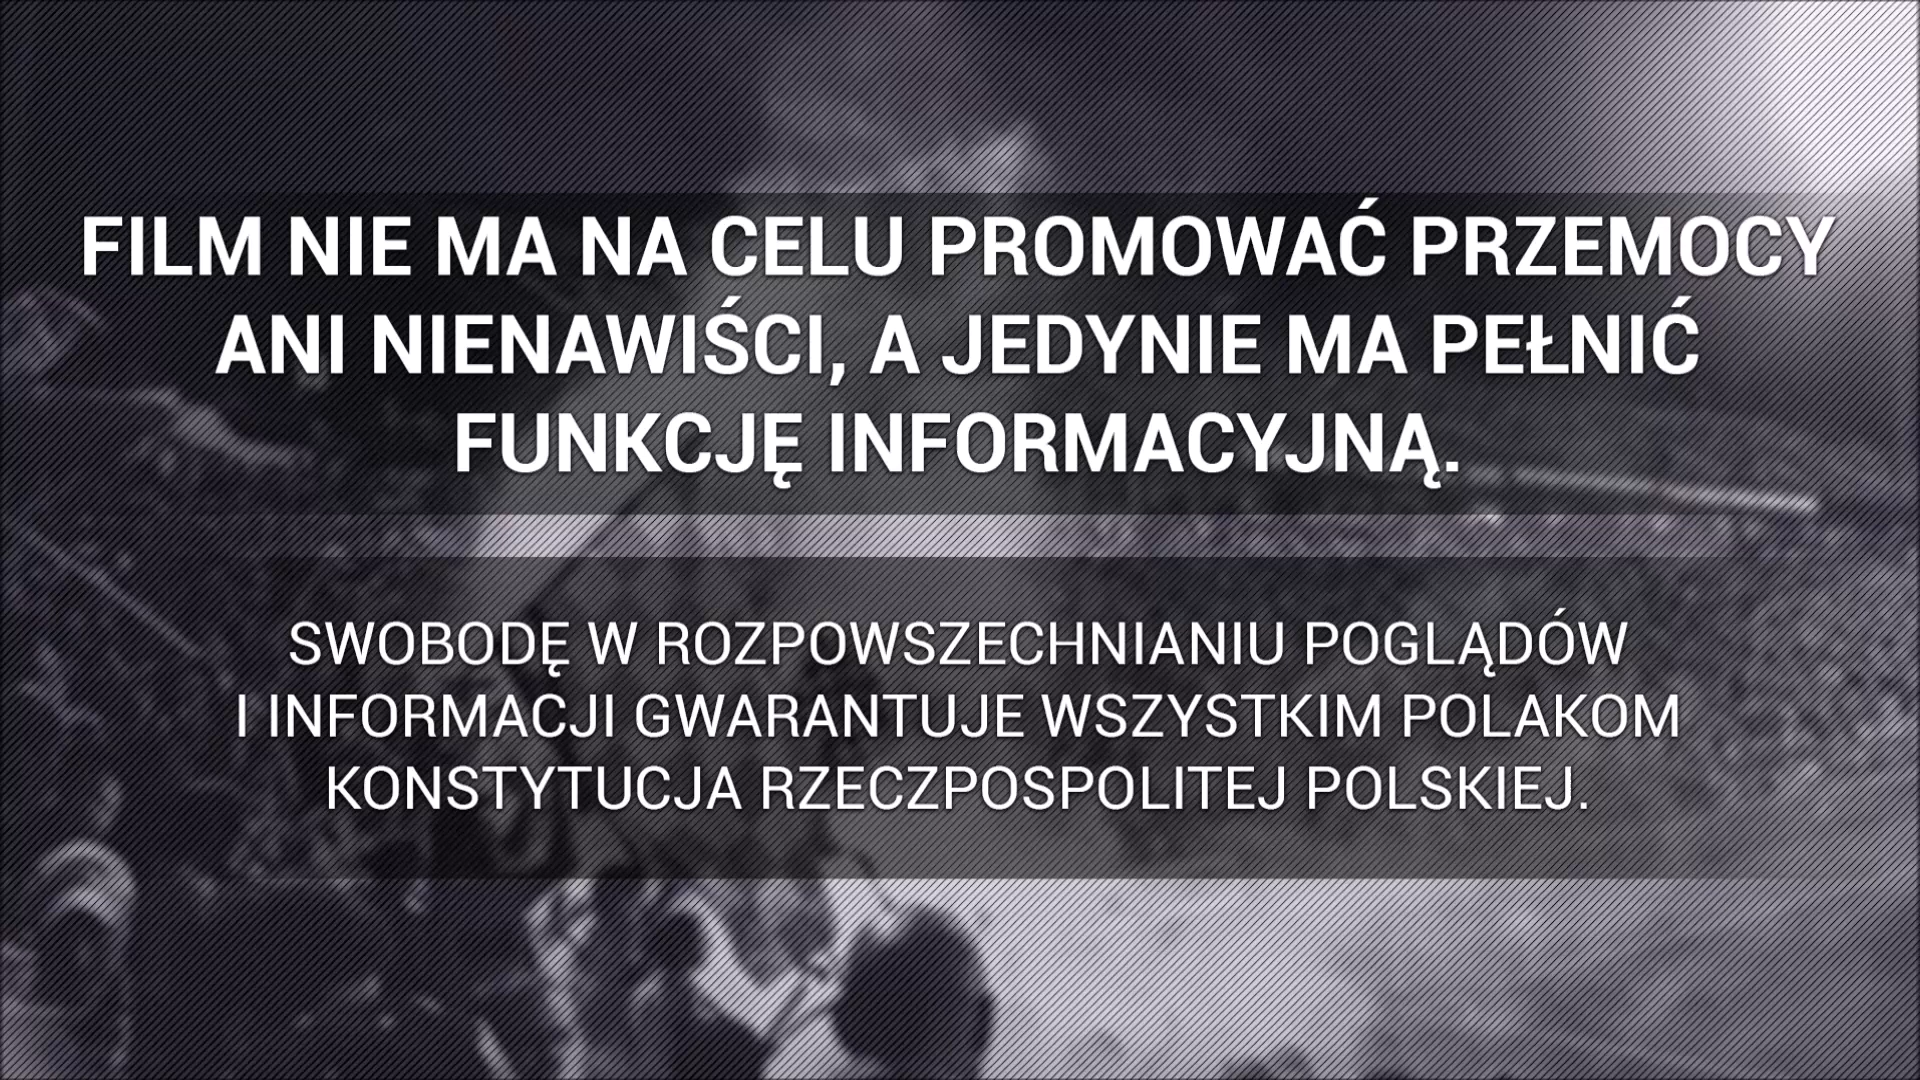 FILM NIE MA NA CELU PROMOWAĆ PRZEMOCY
ANI NIENAWIŚCI, A JEDYNIE MA PEŁNIĆ
FUNKCJĘ INFORMACYJNĄ.
SWOBODĘ W ROZPOWSZECHNIANIU POGLĄDÓW
I INFORMACJI GWARANTUJE WSZYSTKIM POLAKOM
KONSTYTUCJA RZECZPOSPOLITEJ POLSKIEJ.